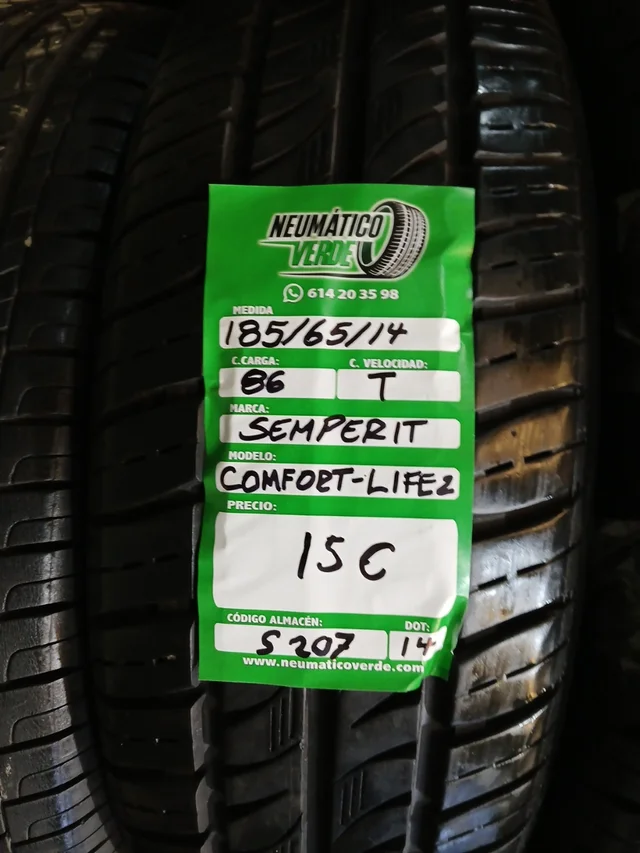 NEUMÁTICO
VERDE
614 20 35 98
MEDIDA
185/65/14
C.CARGA: C. VELOCIDAD:
86 T
MARCA:
SEMPERIT
MODELO:
COMFORT-LIFE2
PRECIO:
15€
CÓDIGO ALMACÉN: DOT:
S 207 14
www.neumaticoverde.com